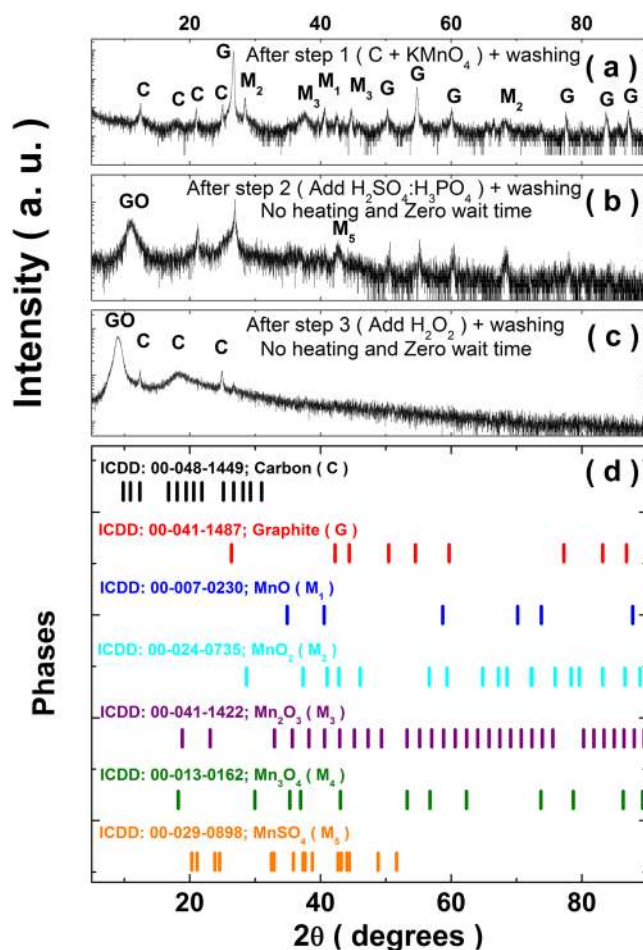 20 40 60 80
After step 1 ( C + KMnO₄ ) + washing
( a )
G
C C C C M₂ M₃ M₁ M₃ G G G M₂ G G G
After step 2 ( Add H₂SO₄:H₃PO₄ ) + washing
No heating and Zero wait time
( b )
GO
M₅
After step 3 ( Add H₂O₂ ) + washing
No heating and Zero wait time
( c )
GO
C C C
Intensity ( a. u. )
( d )
ICDD: 00-048-1449; Carbon ( C )
ICDD: 00-041-1487; Graphite ( G )
ICDD: 00-007-0230; MnO ( M₁ )
ICDD: 00-024-0735; MnO₂ ( M₂ )
ICDD: 00-041-1422; Mn₂O₃ ( M₃ )
ICDD: 00-013-0162; Mn₃O₄ ( M₄ )
ICDD: 00-029-0898; MnSO₄ ( M₅ )
Phases
20 40 60 80
2θ ( degrees )